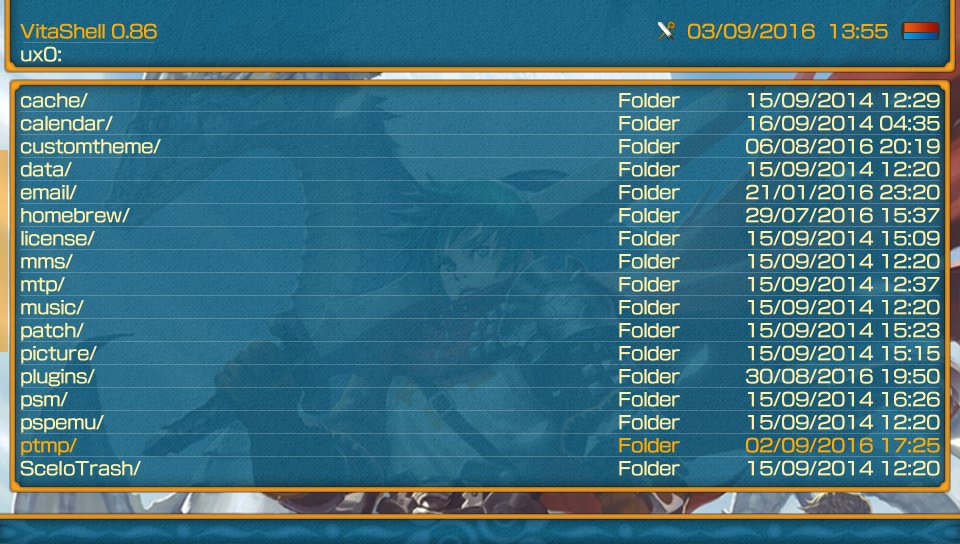 VitaShell 0.86 03/09/2016 13:55
ux0:
cache/ Folder 15/09/2014 12:29
calendar/ Folder 16/09/2014 04:35
customtheme/ Folder 06/08/2016 20:19
data/ Folder 15/09/2014 12:20
email/ Folder 21/01/2016 23:20
homebrew/ Folder 29/07/2016 15:37
license/ Folder 15/09/2014 15:09
mms/ Folder 15/09/2014 12:20
mtp/ Folder 15/09/2014 12:37
music/ Folder 15/09/2014 12:20
patch/ Folder 15/09/2014 15:23
picture/ Folder 15/09/2014 15:15
plugins/ Folder 30/08/2016 19:50
psm/ Folder 15/09/2014 16:26
pspemu/ Folder 15/09/2014 12:20
ptmp/ Folder 02/09/2016 17:25
SceIoTrash/ Folder 15/09/2014 12:20